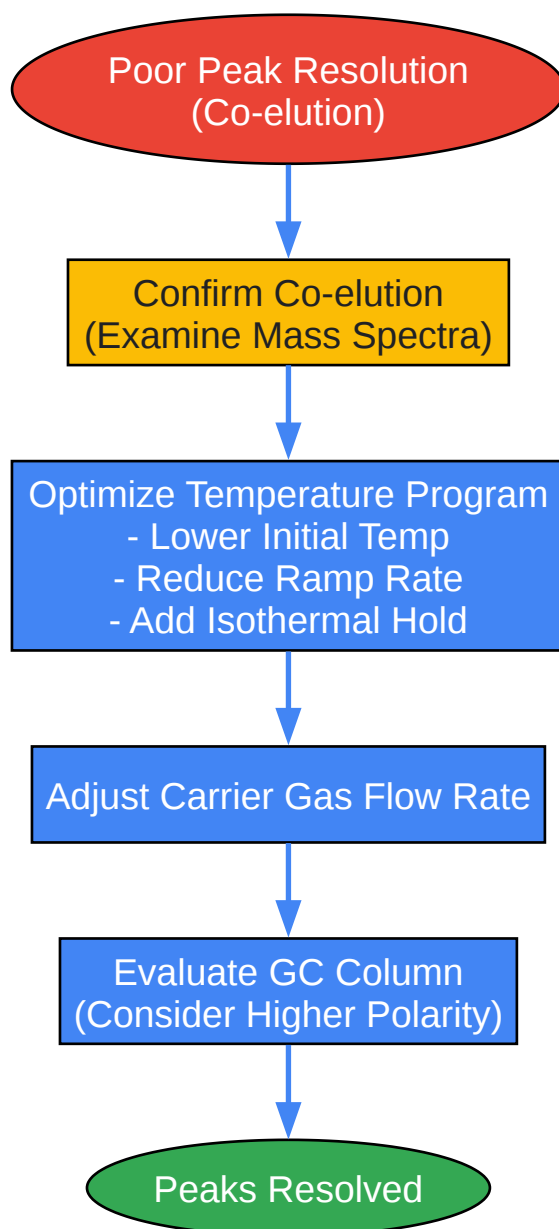 Poor Peak Resolution
(Co-elution)
Confirm Co-elution
(Examine Mass Spectra)
Optimize Temperature Program
- Lower Initial Temp
- Reduce Ramp Rate
- Add Isothermal Hold
Adjust Carrier Gas Flow Rate
Evaluate GC Column
(Consider Higher Polarity)
Peaks Resolved